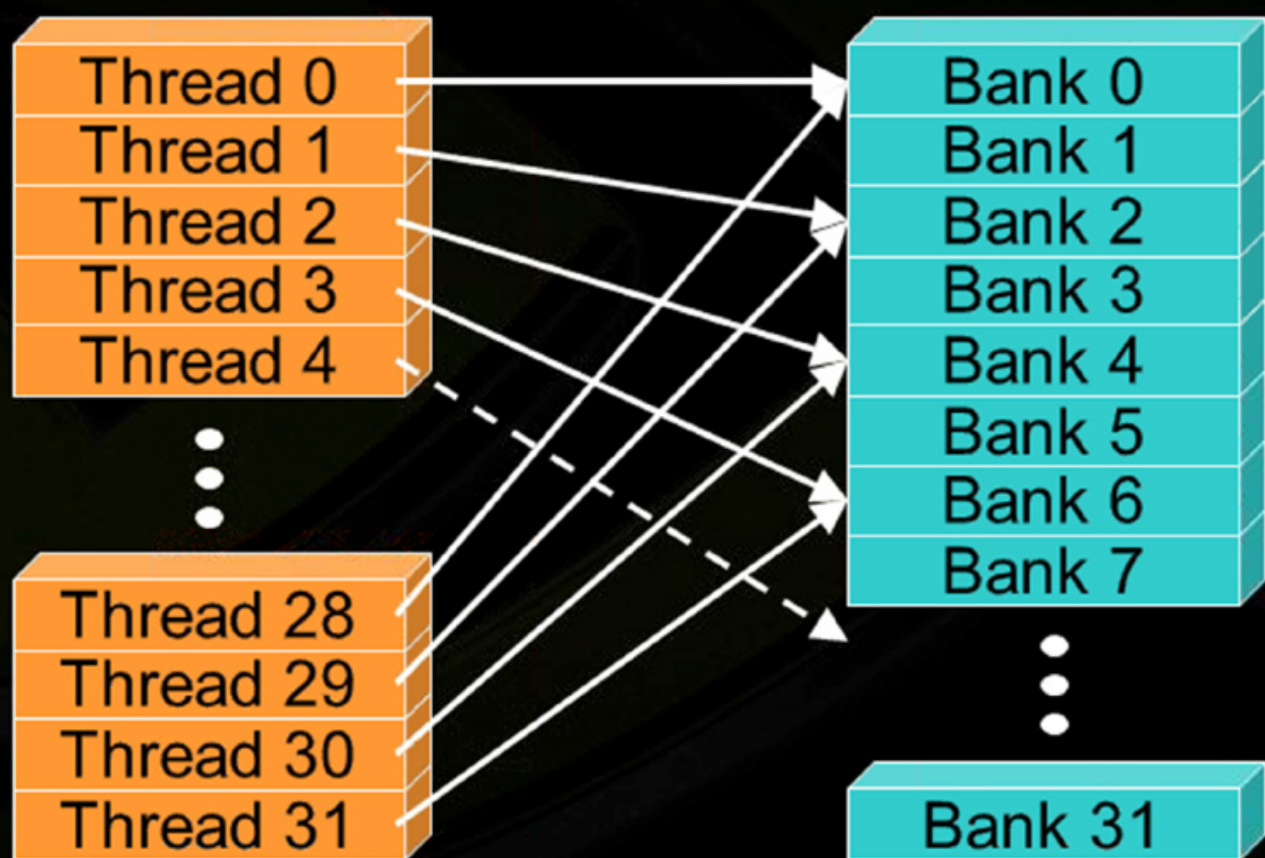 Thread 0
Thread 1
Thread 2
Thread 3
Thread 4
Thread 28
Thread 29
Thread 30
Thread 31
Bank 0
Bank 1
Bank 2
Bank 3
Bank 4
Bank 5
Bank 6
Bank 7
Bank 31